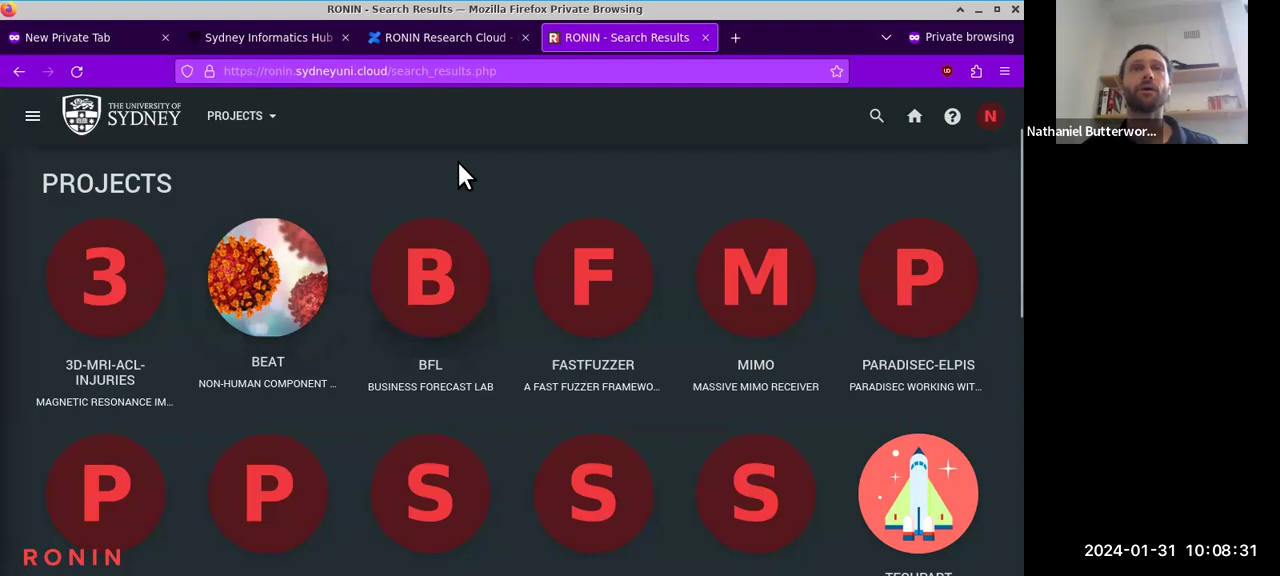 RONIN - Search Results — Mozilla Firefox Private Browsing
New Private Tab
Sydney Informatics Hub
RONIN Research Cloud -
RONIN - Search Results
Private browsing
https://ronin.sydneyuni.cloud/search_results.php
THE UNIVERSITY OF
SYDNEY
PROJECTS
N
Nathaniel Butterwor...
PROJECTS
3
B
F
M
P
3D-MRI-ACL-
INJURIES
MAGNETIC RESONANCE IM...
BEAT
NON-HUMAN COMPONENT ...
BFL
BUSINESS FORECAST LAB
FASTFUZZER
A FAST FUZZER FRAMEWO...
MIMO
MASSIVE MIMO RECEIVER
PARADISEC-ELPIS
PARADISEC WORKING WIT...
P
P
S
S
S
RONIN
2024-01-31 10:08:31